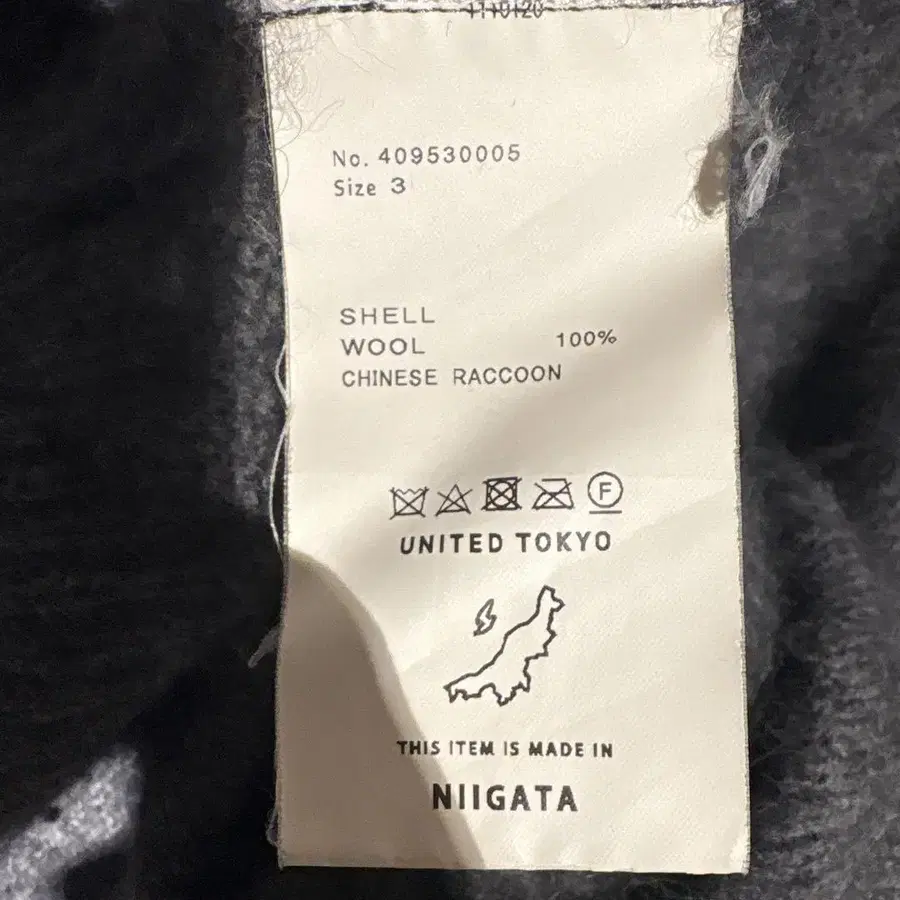 No. 409530005
Size 3
SHELL
WOOL 100%
CHINESE RACCOON
F
UNITED TOKYO
THIS ITEM IS MADE IN
NIIGATA